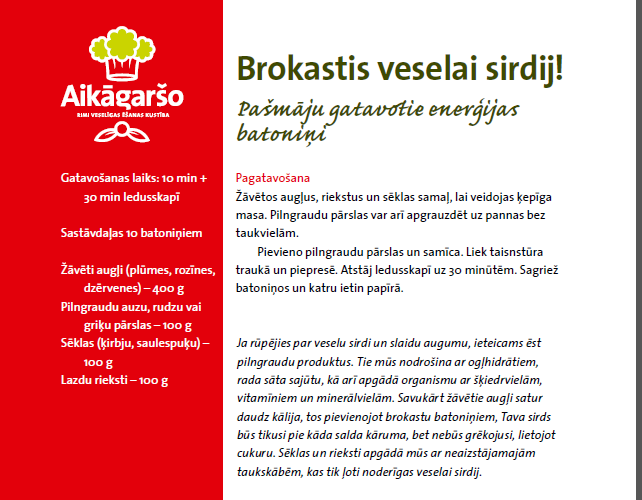 Aikāgaršo
RIMI VESELĪGAS ĒŠANAS KUSTĪBA
Gatavošanas laiks: 10 min +
30 min ledusskapī
Sastāvdaļas 10 batoniņiem
Žāvēti augļi (plūmes, rozīnes,
dzērvenes) – 400 g
Pilngraudu auzu, rudzu vai
griķu pārslas – 100 g
Sēklas (ķirbju, saulespuķu) –
100 g
Lazdu rieksti – 100 g
Brokastis veselai sirdij!
Pašmāju gatavotie enerģijas
batoniņi
Pagatavošana
Žāvētos augļus, riekstus un sēklas samaļ, lai veidojas ķepīga
masa. Pilngraudu pārslas var arī apgrauzdēt uz pannas bez
taukvielām.
Pievieno pilngraudu pārslas un samīca. Liek taisnstūra
traukā un piepresē. Atstāj ledusskapī uz 30 minūtēm. Sagriež
batoniņos un katru ietin papīrā.
Ja rūpējies par veselu sirdi un slaidu augumu, ieteicams ēst
pilngraudu produktus. Tie mūs nodrošina ar ogļhidrātiem,
rada sāta sajūtu, kā arī apgādā organismu ar šķiedrvielām,
vitamīniem un minerālvielām. Savukārt žāvētie augļi satur
daudz kālija, tos pievienojot brokastu batoniņiem, Tava sirds
būs tikusi pie kāda salda kāruma, bet nebūs grēkojusi, lietojot
cukuru. Sēklas un rieksti apgādā mūs ar neaizstājamajām
taukskābēm, kas tik ļoti noderīgas veselai sirdij.